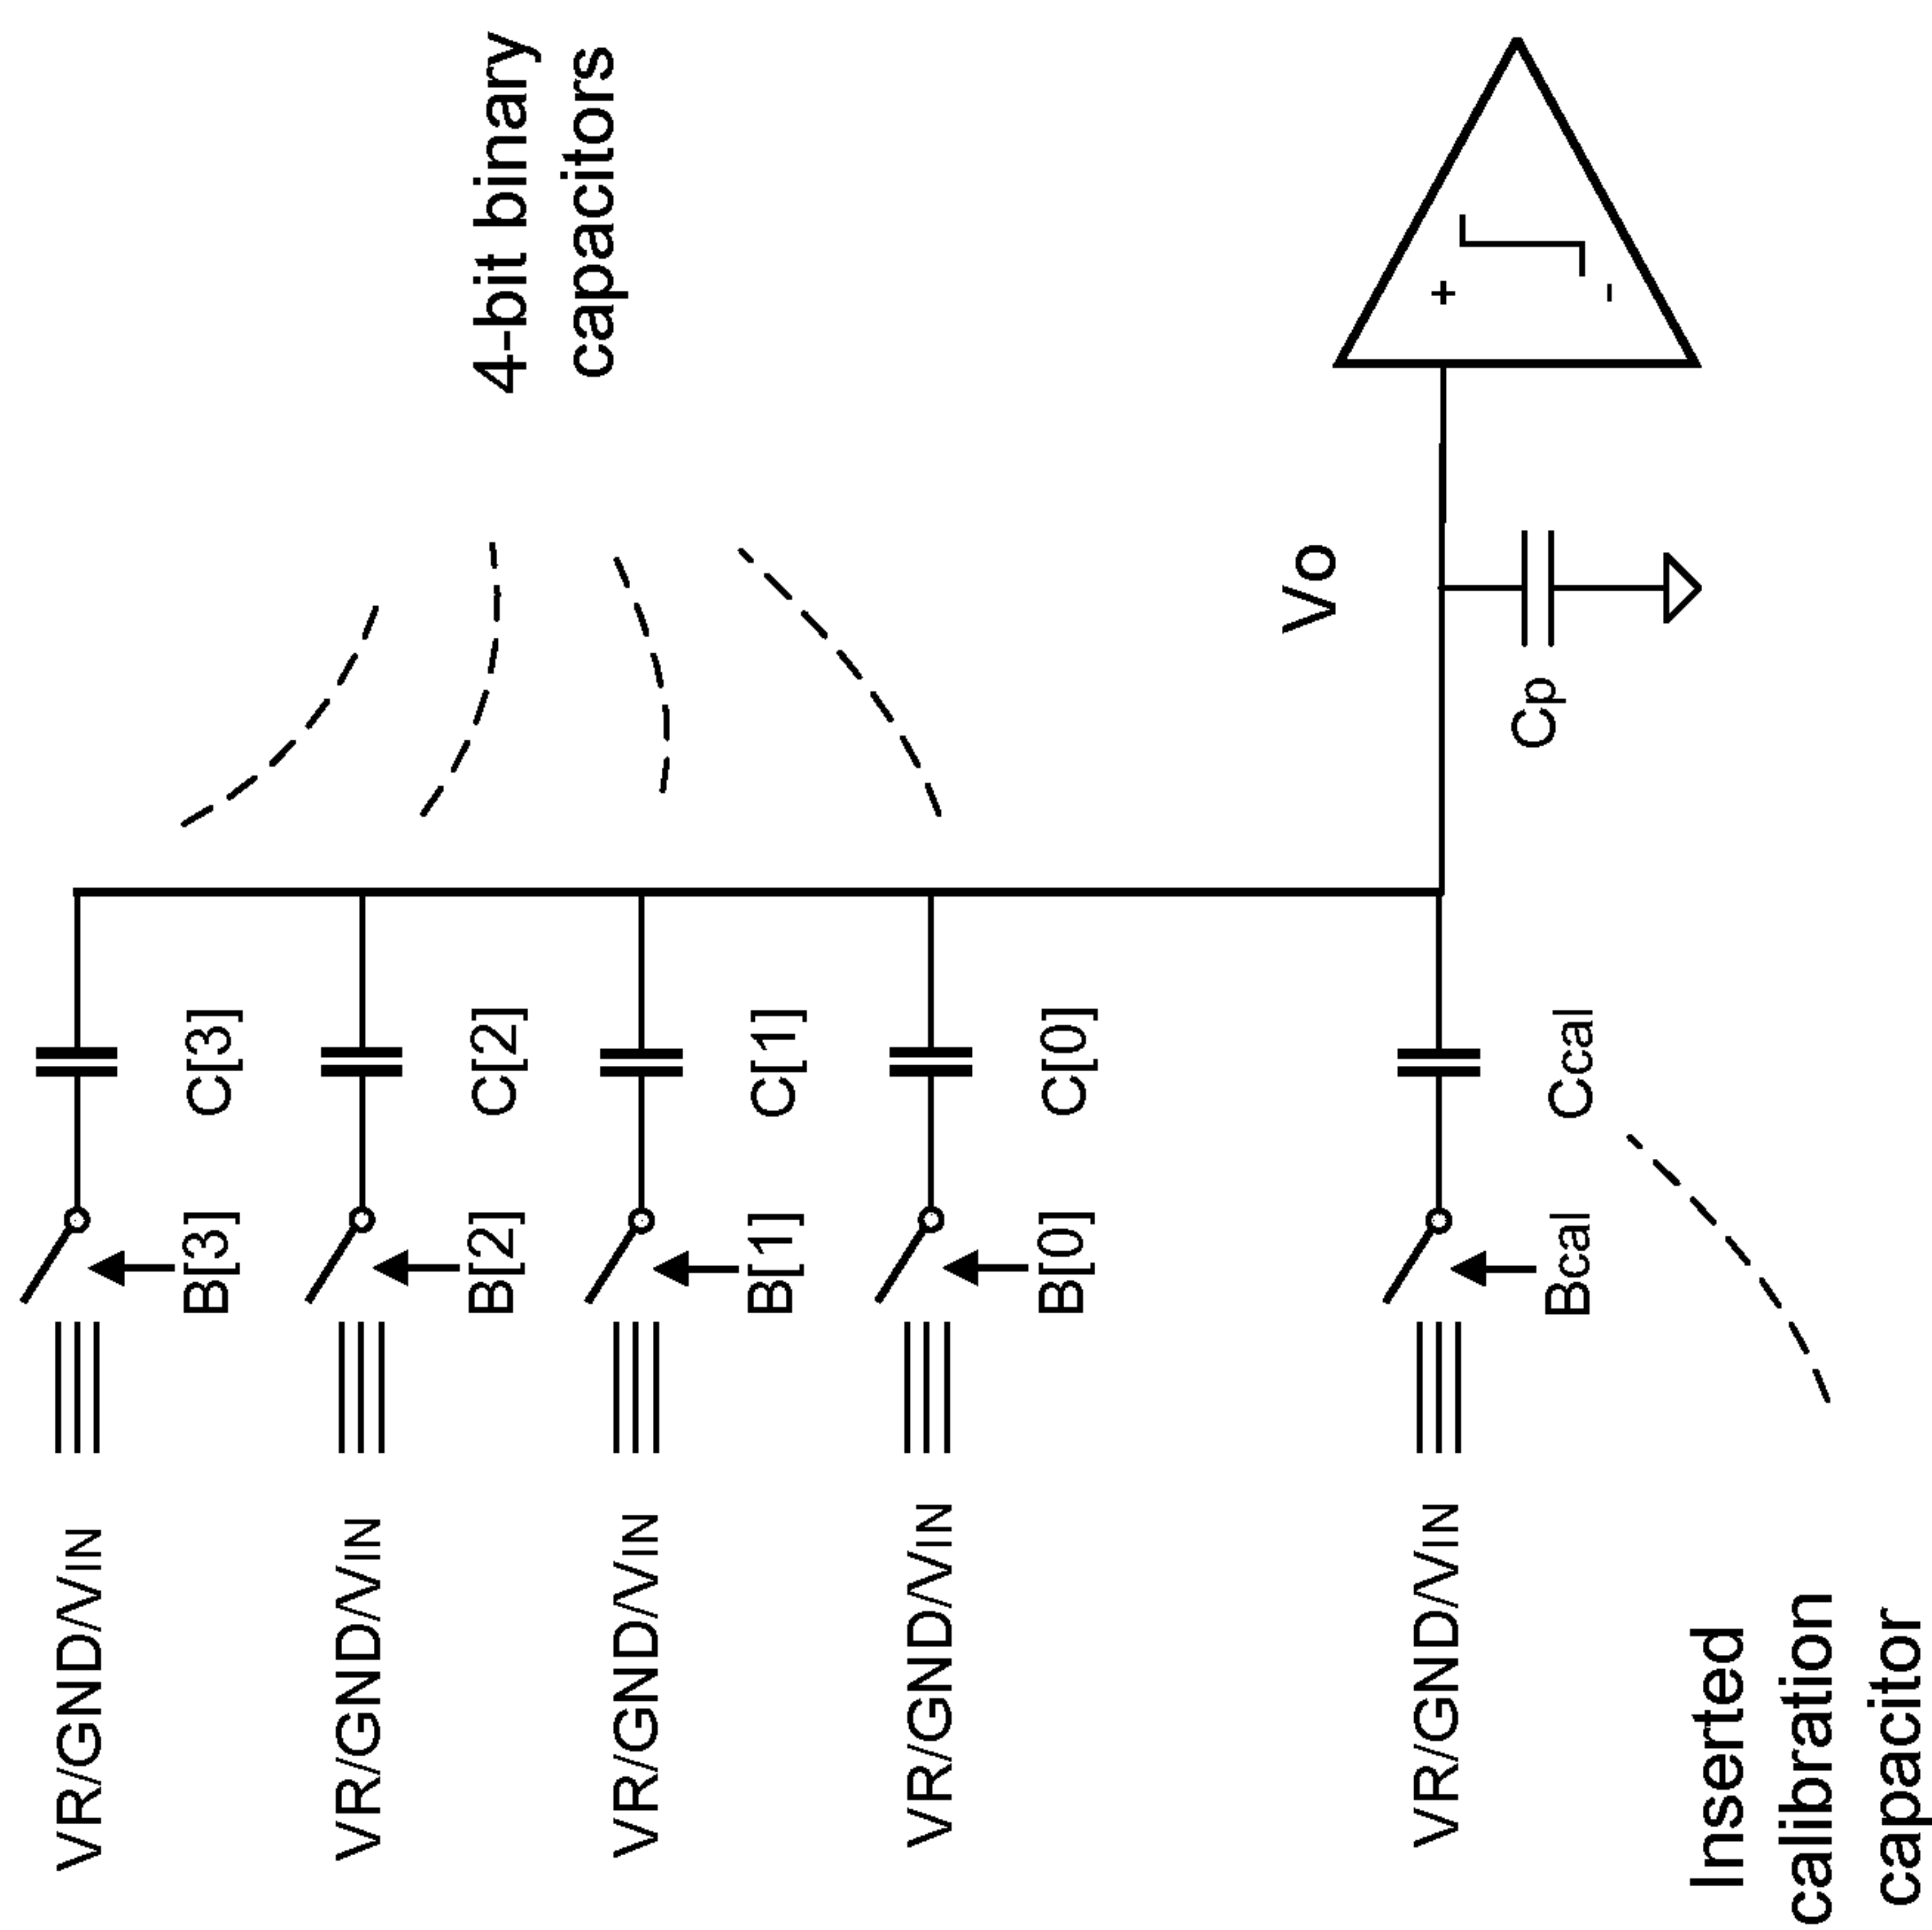 4-bit binary
capacitors
VR/GND/VIN
B[3]
C[3]
VR/GND/VIN
B[2]
C[2]
VR/GND/VIN
B[1]
C[1]
VR/GND/VIN
B[0]
C[0]
VR/GND/VIN
Bcal
Ccal
Vo
Cp
+
-
Inserted
calibration
capacitor